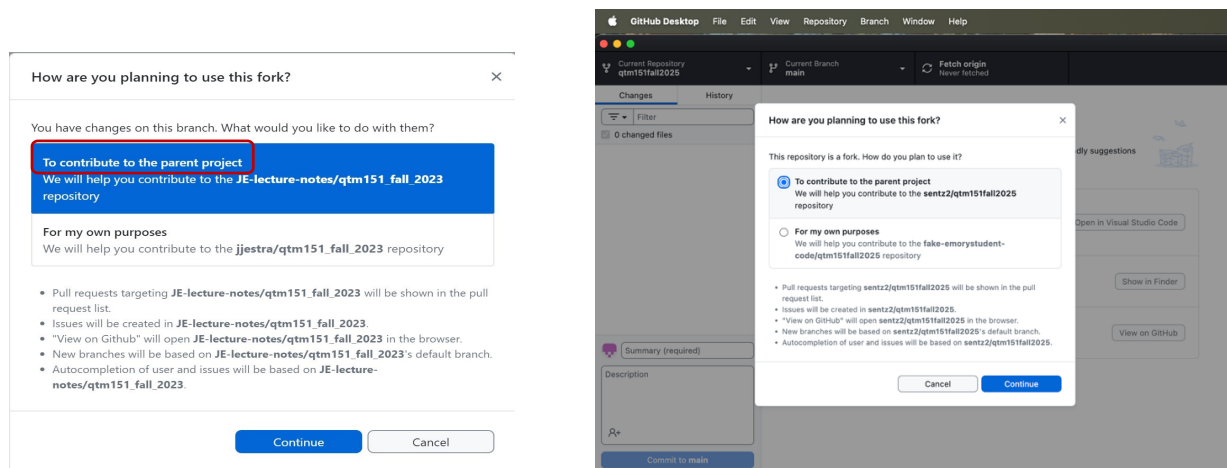 How are you planning to use this fork?
You have changes on this branch. What would you like to do with them?
To contribute to the parent project
We will help you contribute to the JE-lecture-notes/qtm151_fall_2023
repository
For my own purposes
We will help you contribute to the jjestra/qtm151_fall_2023 repository
Pull requests targeting JE-lecture-notes/qtm151_fall_2023 will be shown in the pull
request list.
Issues will be created in JE-lecture-notes/qtm151_fall_2023.
"View on Github" will open JE-lecture-notes/qtm151_fall_2023 in the browser.
New branches will be based on JE-lecture-notes/qtm151_fall_2023's default branch.
Autocompletion of user and issues will be based on JE-lecture-
notes/qtm151_fall_2023.
Continue
Cancel
GitHub Desktop File Edit View Repository Branch Window Help
Current Repository
qtm151fall2025
Current Branch
main
Fetch origin
Never fetched
Changes
History
Filter
0 changed files
How are you planning to use this fork?
This repository is a fork. How do you plan to use it?
To contribute to the parent project
We will help you contribute to the sentz2/qtm151fall2025
repository
For my own purposes
We will help you contribute to the fake-emorystudent-
code/qtm151fall2025 repository
Pull requests targeting sentz2/qtm151fall2025 will be shown in the pull
request list.
Issues will be created in sentz2/qtm151fall2025.
"View on GitHub" will open sentz2/qtm151fall2025 in the browser.
New branches will be based on sentz2/qtm151fall2025's default branch.
Autocompletion of user and issues will be based on sentz2/qtm151fall2025.
Cancel
Continue
dly suggestions
Open in Visual Studio Code
Show in Finder
View on GitHub
Summary (required)
Description
Commit to main